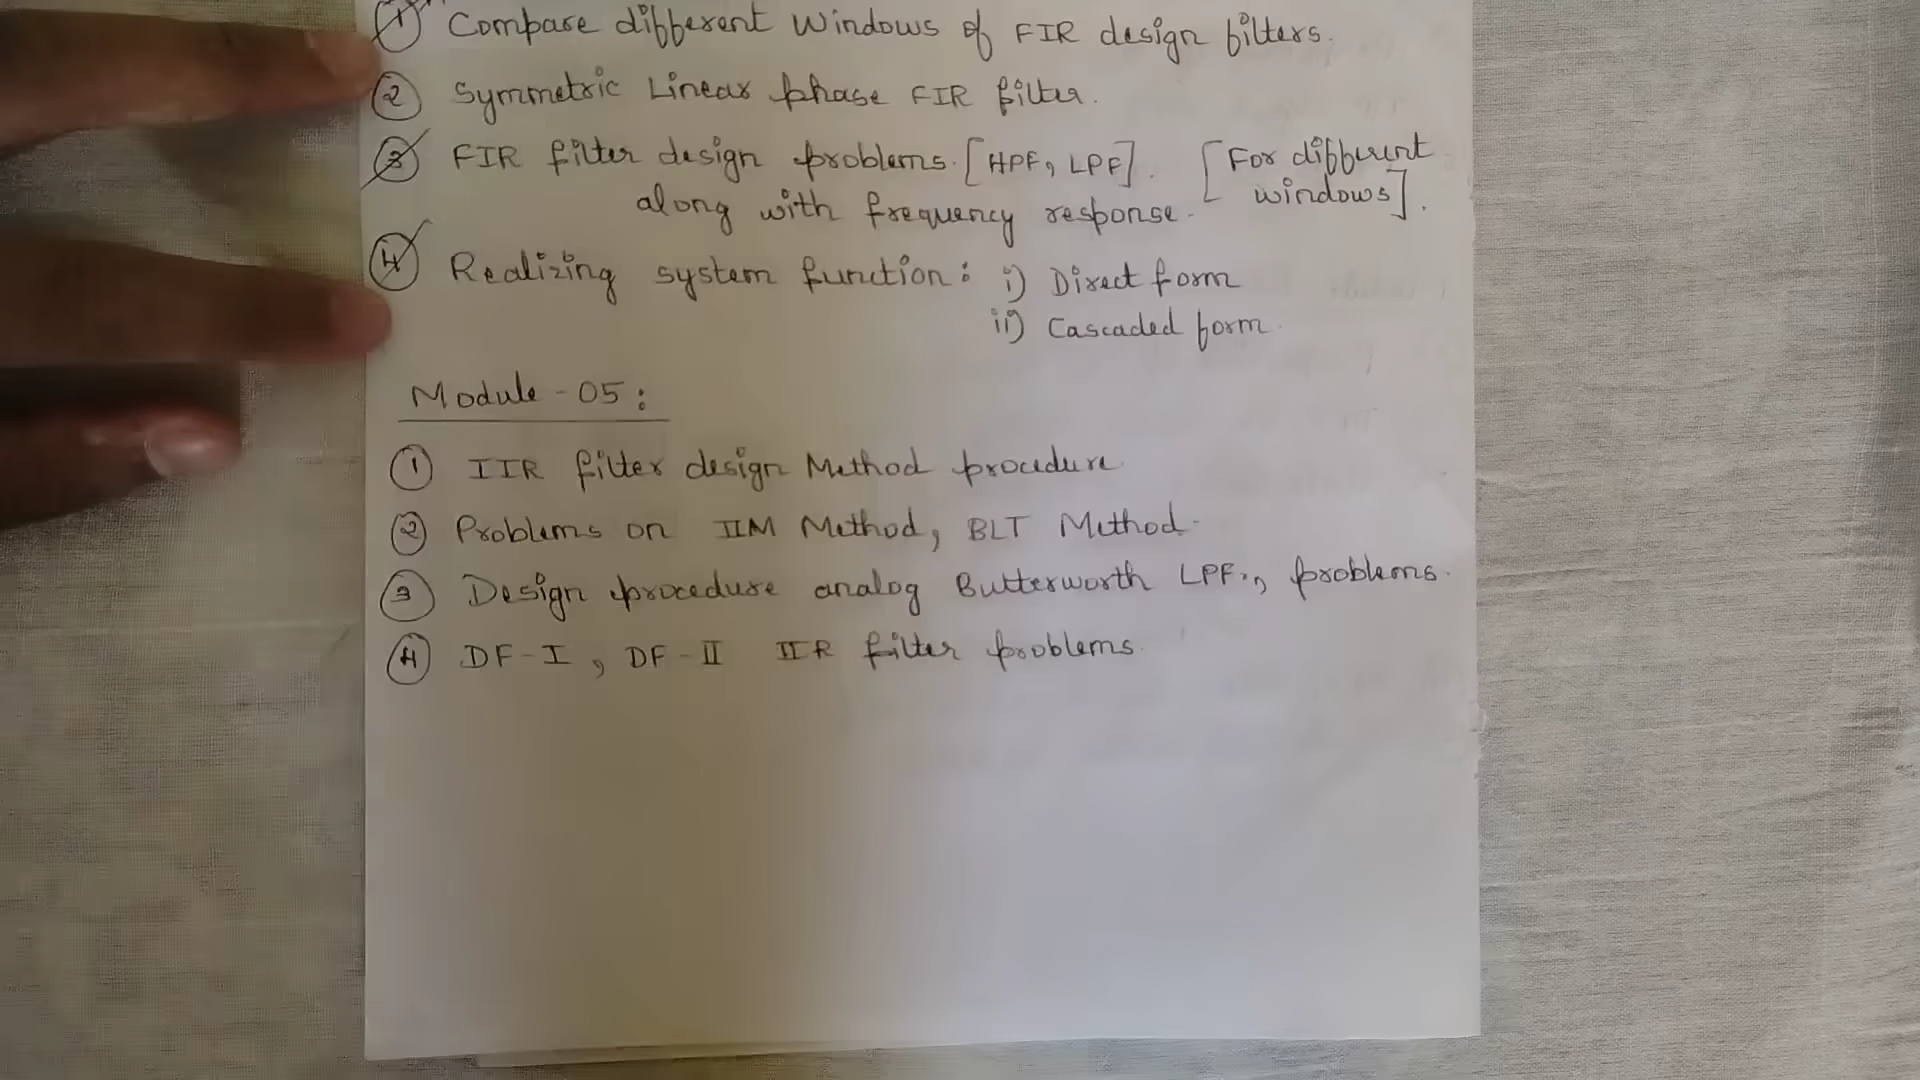 ① Compare different Windows of FIR design filters.
② Symmetric Linear phase FIR filter.
③ FIR filter design problems. [HPF, LPF]. [For different
along with frequency response. windows].
④ Realizing system function: i) Direct form
ii) Cascaded form.
Module - 05:
① IIR filter design Method procedure
② Problems on IIM Method, BLT Method.
③ Design procedure analog Butterworth LPF., problems.
④ DF-I, DF-II IIR filter problems.